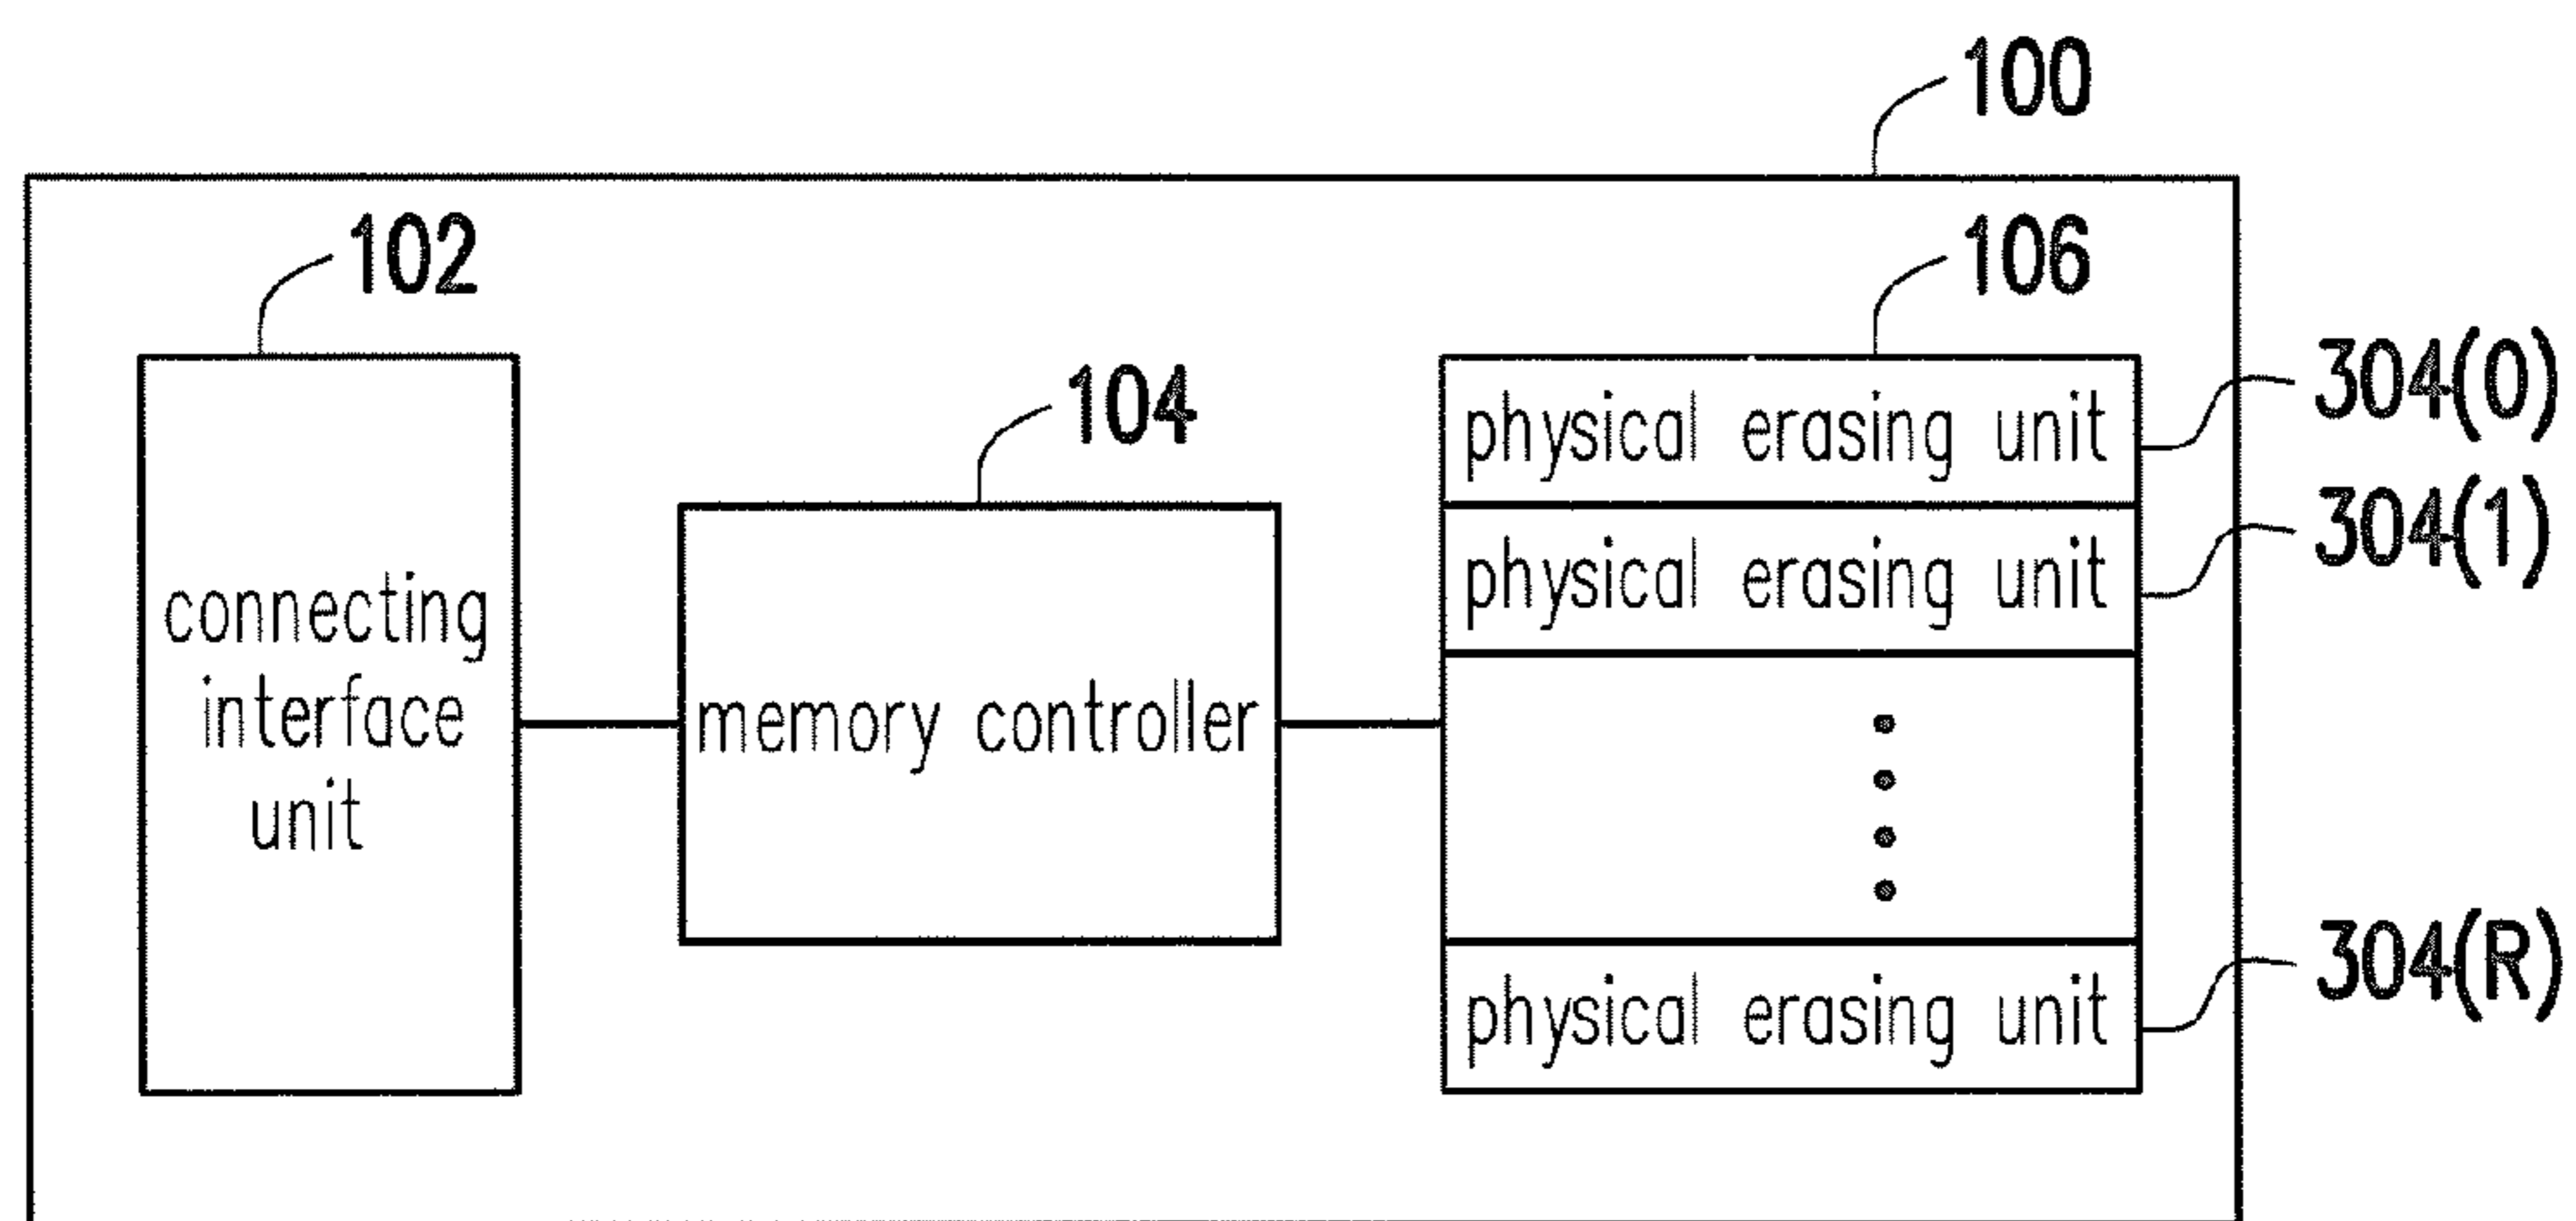 100
102
106
104
physical erasing unit
304(0)
physical erasing unit
304(1)
connecting
interface
unit
memory controller
physical erasing unit
304(R)